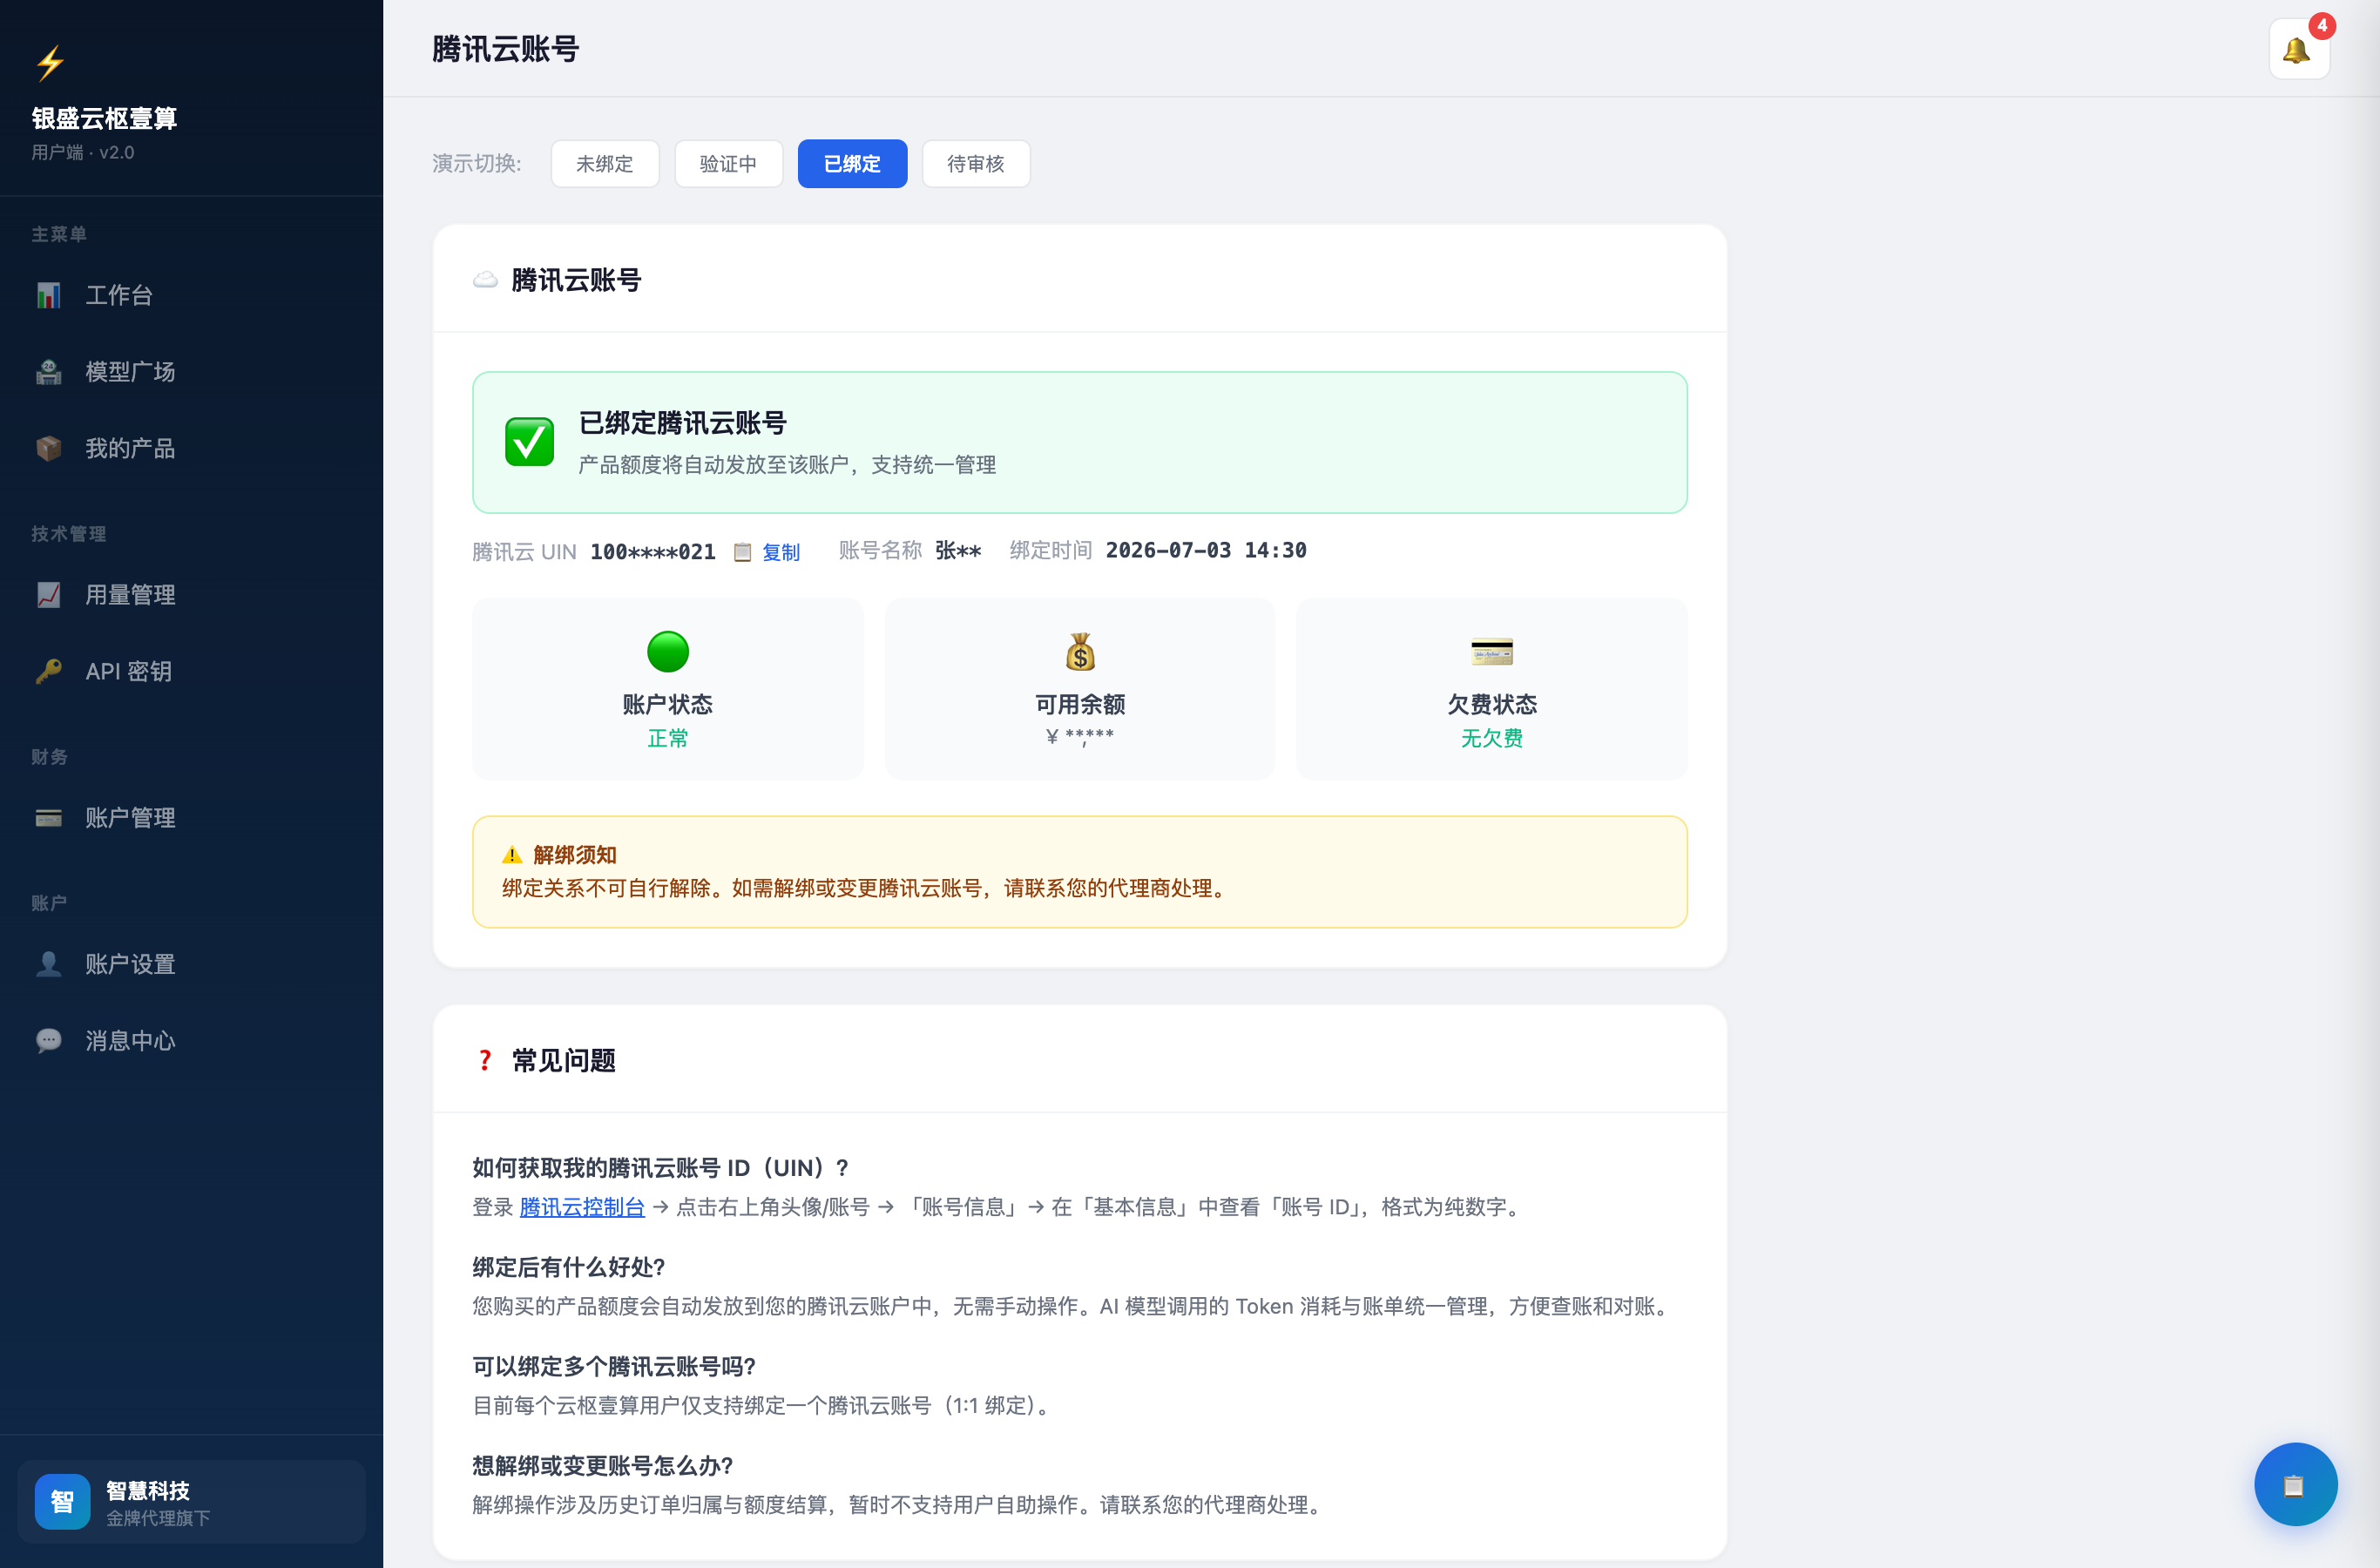 银盛云枢壹算
用户端 · v2.0
主菜单
工作台
模型广场
我的产品
技术管理
用量管理
API 密钥
财务
账户管理
账户
账户设置
消息中心
智
智慧科技
金牌代理旗下
腾讯云账号
4
演示切换:
未绑定
验证中
已绑定
待审核
腾讯云账号
已绑定腾讯云账号
产品额度将自动发放至该账户，支持统一管理
腾讯云 UIN 100****021 复制 账号名称 张** 绑定时间 2026-07-03 14:30
账户状态
正常
可用余额
¥ **,***
欠费状态
无欠费
解绑须知
绑定关系不可自行解除。如需解绑或变更腾讯云账号，请联系您的代理商处理。
常见问题
如何获取我的腾讯云账号 ID（UIN）?
登录 腾讯云控制台 → 点击右上角头像/账号 → 「账号信息」→ 在「基本信息」中查看「账号 ID」，格式为纯数字。
绑定后有什么好处?
您购买的产品额度会自动发放到您的腾讯云账户中，无需手动操作。AI 模型调用的 Token 消耗与账单统一管理，方便查账和对账。
可以绑定多个腾讯云账号吗?
目前每个云枢壹算用户仅支持绑定一个腾讯云账号（1:1 绑定）。
想解绑或变更账号怎么办?
解绑操作涉及历史订单归属与额度结算，暂时不支持用户自助操作。请联系您的代理商处理。